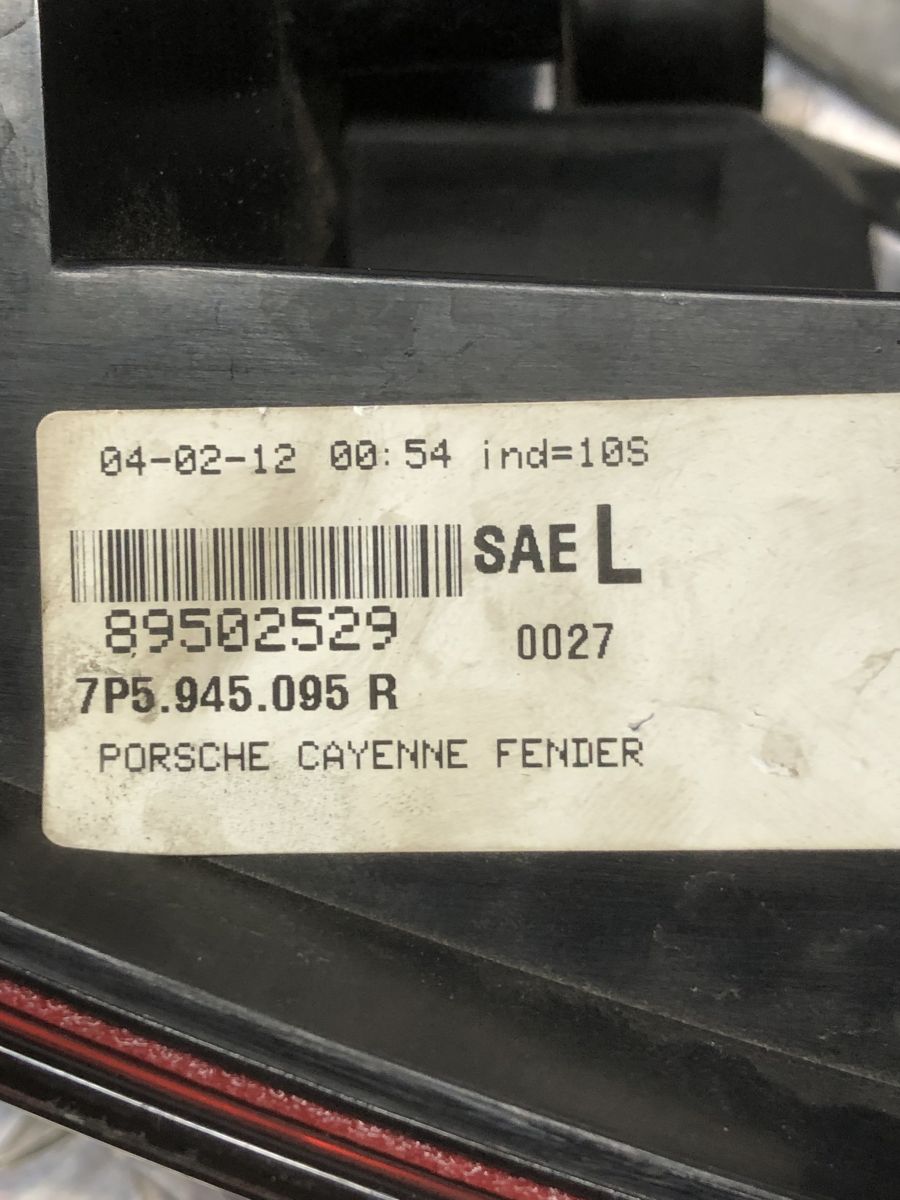 04-02-12 00:54 ind=10S
SAE L
89502529
0027
7P5.945.095 R
PORSCHE CAYENNE FENDER